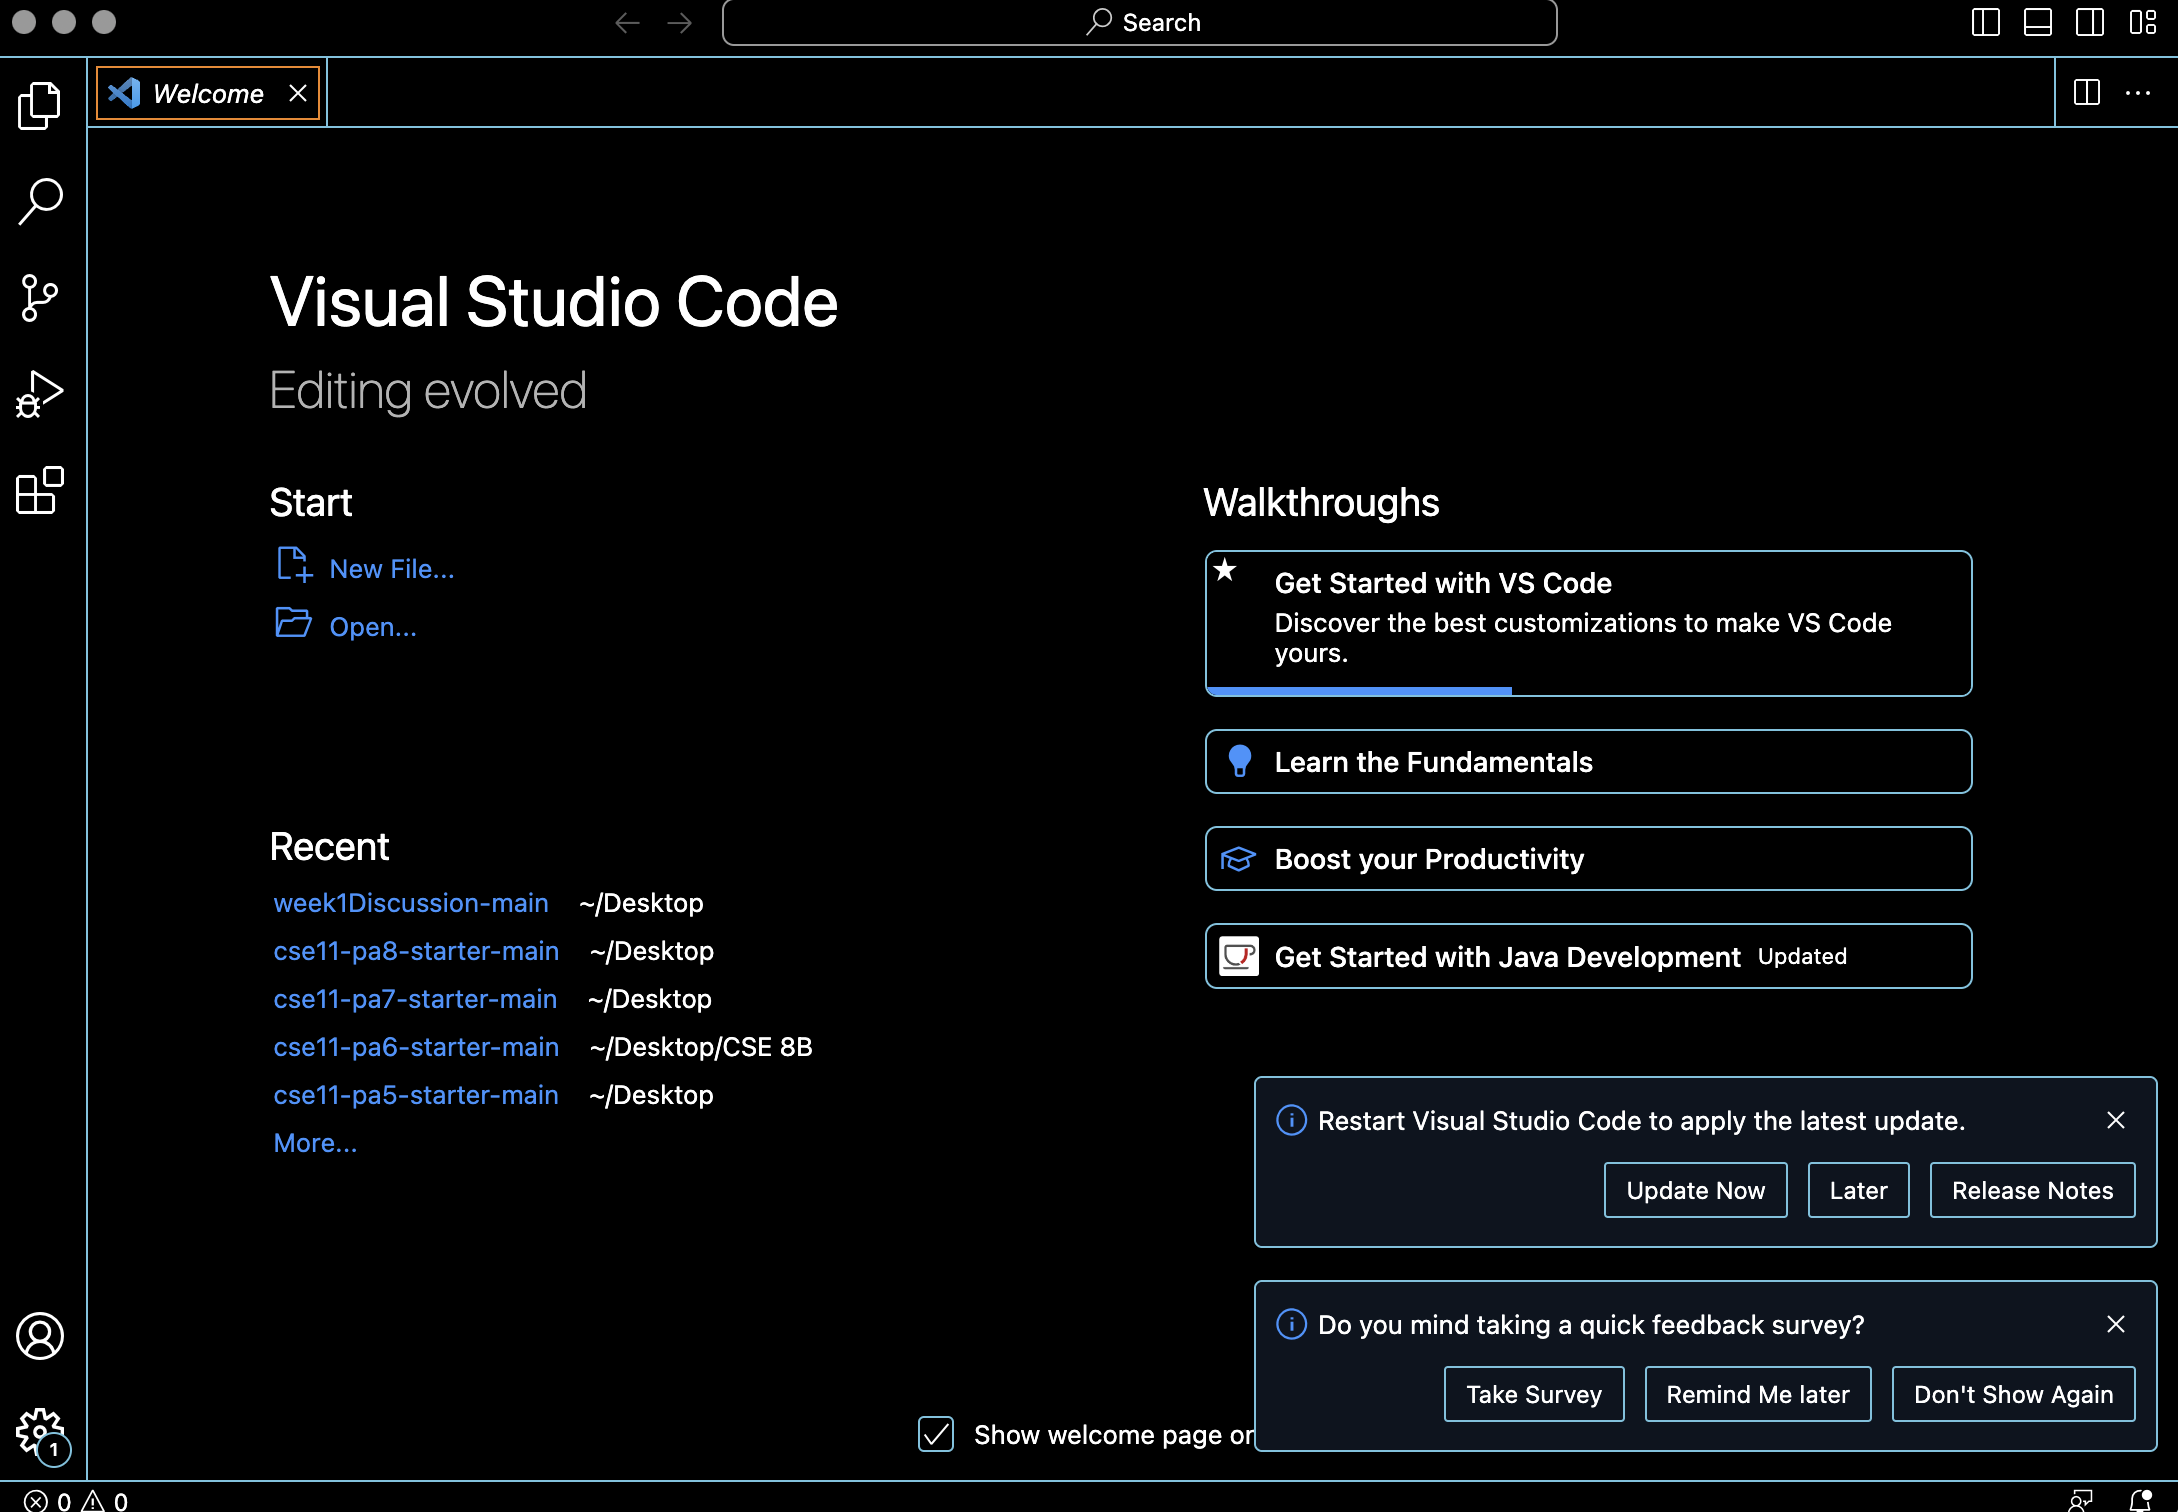 Search
Welcome
Visual Studio Code
Editing evolved
Start
New File...
Open...
Recent
week1Discussion-main ~/Desktop
cse11-pa8-starter-main ~/Desktop
cse11-pa7-starter-main ~/Desktop
cse11-pa6-starter-main ~/Desktop/CSE 8B
cse11-pa5-starter-main ~/Desktop
More...
Walkthroughs
Get Started with VS Code
Discover the best customizations to make VS Code
yours.
Learn the Fundamentals
Boost your Productivity
Get Started with Java Development Updated
Restart Visual Studio Code to apply the latest update.
Update Now Later Release Notes
Do you mind taking a quick feedback survey?
Take Survey Remind Me later Don't Show Again
Show welcome page on
1
0 0